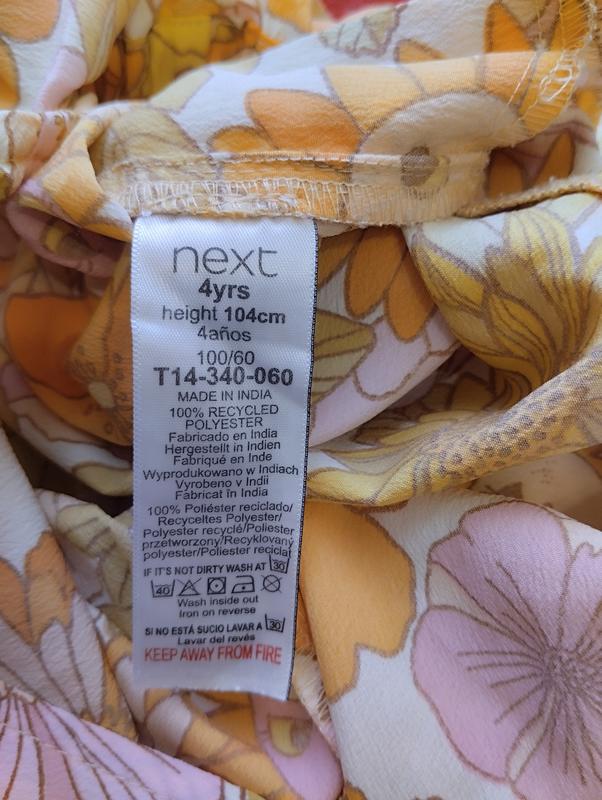 next
4yrs
height 104cm
4años
100/60
T14-340-060
MADE IN INDIA
100% RECYCLED
POLYESTER
Fabricado en India
Hergestellt in Indien
Fabriqué en Inde
Wyprodukowano w Indiach
Vyrobeno v Indii
Fabricat în India
100% Poliéster reciclado/
Recyceltes Polyester/
Polyester recyclé/Poliester
przetworzony/Recyklovaný
polyester/Poliester reciclat
IF IT'S NOT DIRTY WASH AT 30
40
Wash inside out
Iron on reverse
SI NO ESTÁ SUCIO LAVAR A 30
Lavar del revés
KEEP AWAY FROM FIRE